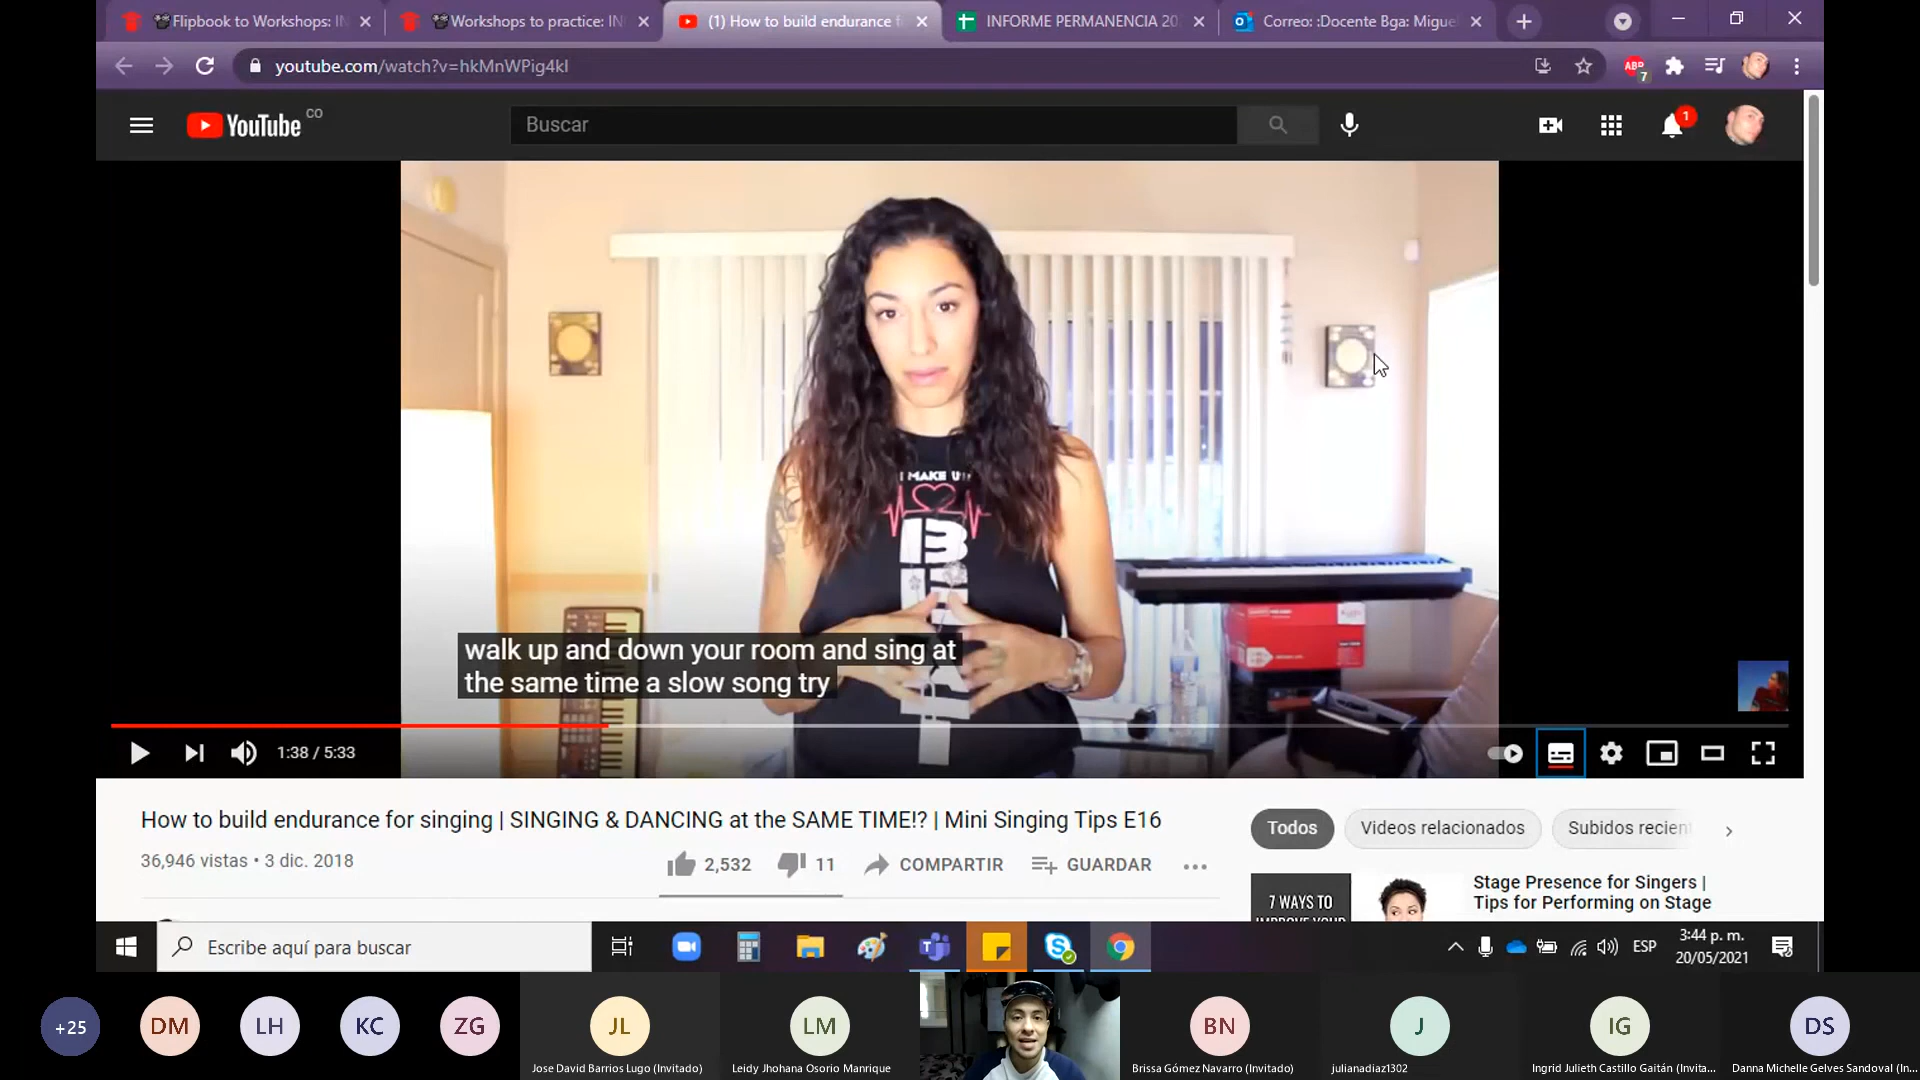 Flipbook to Workshops: IN
Workshops to practice: IN
(1) How to build endurance f
INFORME PERMANENCIA 20
Correo: :Docente Bga: Migue
youtube.com/watch?v=hkMnWPig4kI
ABP
7
YouTube CO
Buscar
1
I MAKE U
walk up and down your room and sing at
the same time a slow song try
1:38 / 5:33
How to build endurance for singing | SINGING & DANCING at the SAME TIME!? | Mini Singing Tips E16
36,946 vistas • 3 dic. 2018
2,532
11
COMPARTIR
GUARDAR
Todos
Videos relacionados
Subidos recien
7 WAYS TO
IMPROVE YOUR
Stage Presence for Singers |
Tips for Performing on Stage
Escribe aquí para buscar
ESP
3:44 p. m.
20/05/2021
+25
DM
LH
KC
ZG
JL
LM
BN
J
IG
DS
Jose David Barrios Lugo (Invitado)
Leidy Jhohana Osorio Manrique
Brissa Gómez Navarro (Invitado)
julianadiaz1302
Ingrid Julieth Castillo Gaitán (Invita...
Danna Michelle Gelves Sandoval (In...